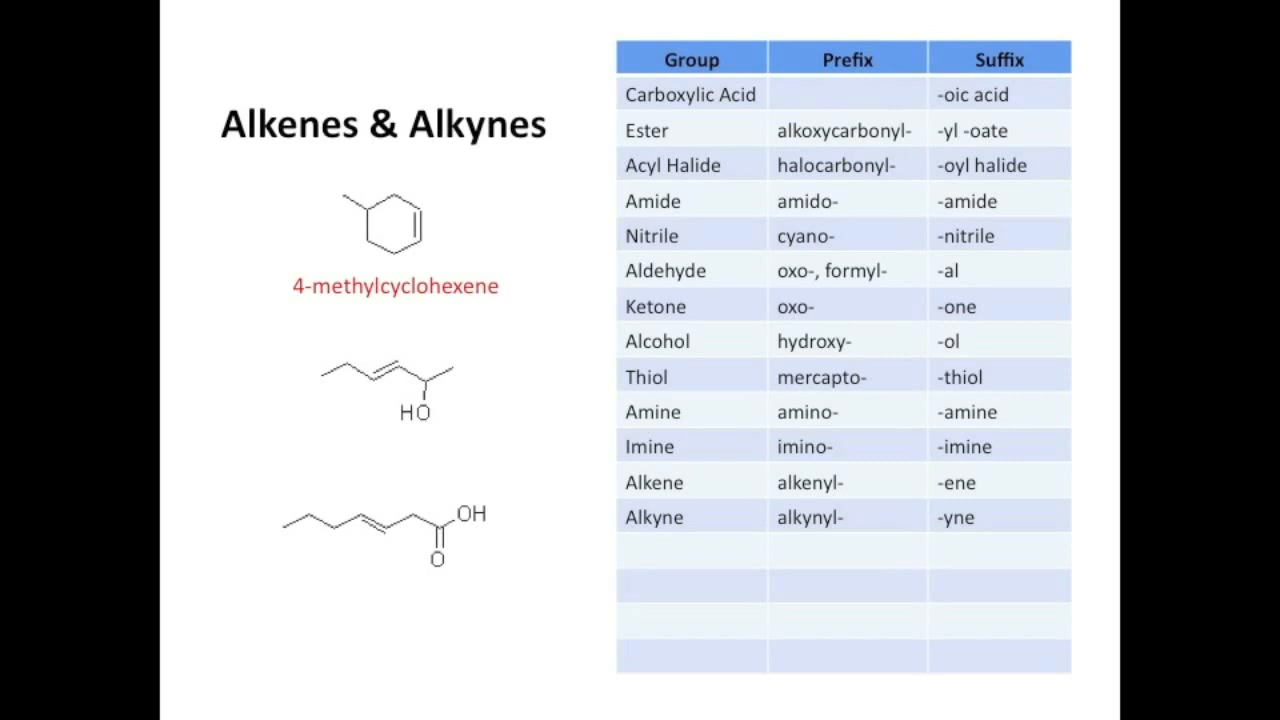 Alkenes & Alkynes
4-methylcyclohexene
HO
OH
O
Group Prefix Suffix
Carboxylic Acid -oic acid
Ester alkoxycarbonyl- -yl -oate
Acyl Halide halocarbonyl- -oyl halide
Amide amido- -amide
Nitrile cyano- -nitrile
Aldehyde oxo-, formyl- -al
Ketone oxo- -one
Alcohol hydroxy- -ol
Thiol mercapto- -thiol
Amine amino- -amine
Imine imino- -imine
Alkene alkenyl- -ene
Alkyne alkynyl- -yne